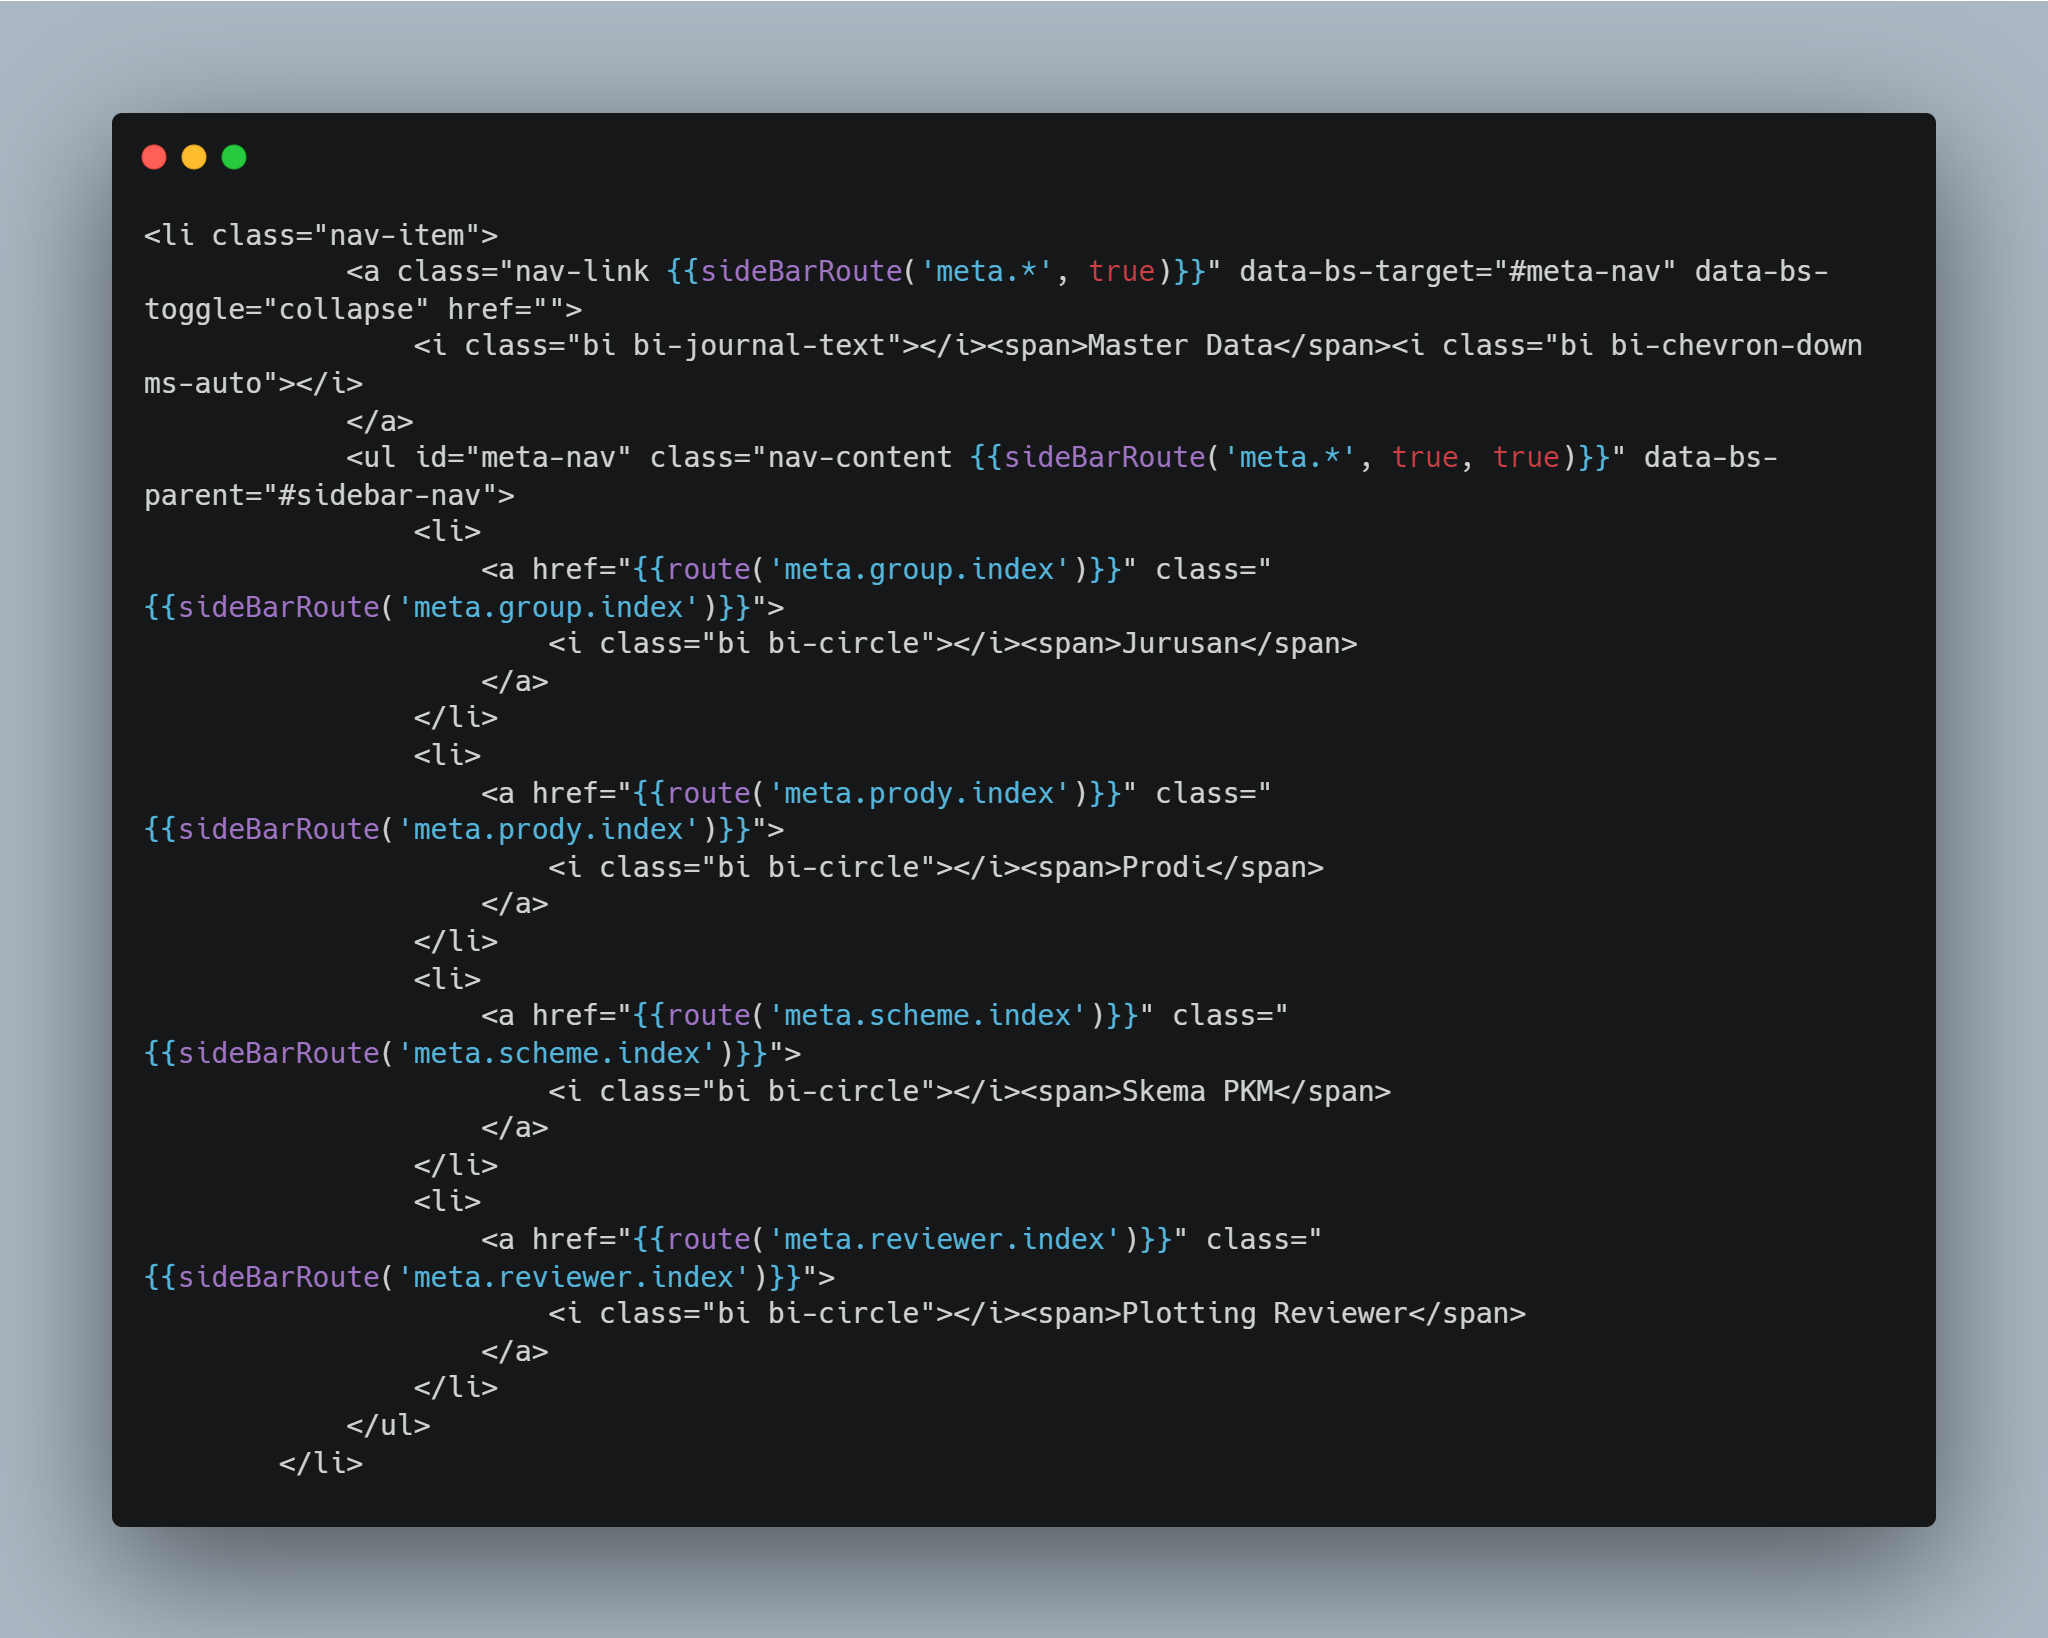 <li class="nav-item">
            <a class="nav-link {{sideBarRoute('meta.*', true)}}" data-bs-target="#meta-nav" data-bs-
toggle="collapse" href="">
                <i class="bi bi-journal-text"></i><span>Master Data</span><i class="bi bi-chevron-down
ms-auto"></i>
            </a>
            <ul id="meta-nav" class="nav-content {{sideBarRoute('meta.*', true, true)}}" data-bs-
parent="#sidebar-nav">
                <li>
                    <a href="{{route('meta.group.index')}}" class="
{{sideBarRoute('meta.group.index')}}">
                        <i class="bi bi-circle"></i><span>Jurusan</span>
                    </a>
                </li>
                <li>
                    <a href="{{route('meta.prody.index')}}" class="
{{sideBarRoute('meta.prody.index')}}">
                        <i class="bi bi-circle"></i><span>Prodi</span>
                    </a>
                </li>
                <li>
                    <a href="{{route('meta.scheme.index')}}" class="
{{sideBarRoute('meta.scheme.index')}}">
                        <i class="bi bi-circle"></i><span>Skema PKM</span>
                    </a>
                </li>
                <li>
                    <a href="{{route('meta.reviewer.index')}}" class="
{{sideBarRoute('meta.reviewer.index')}}">
                        <i class="bi bi-circle"></i><span>Plotting Reviewer</span>
                    </a>
                </li>
            </ul>
        </li>